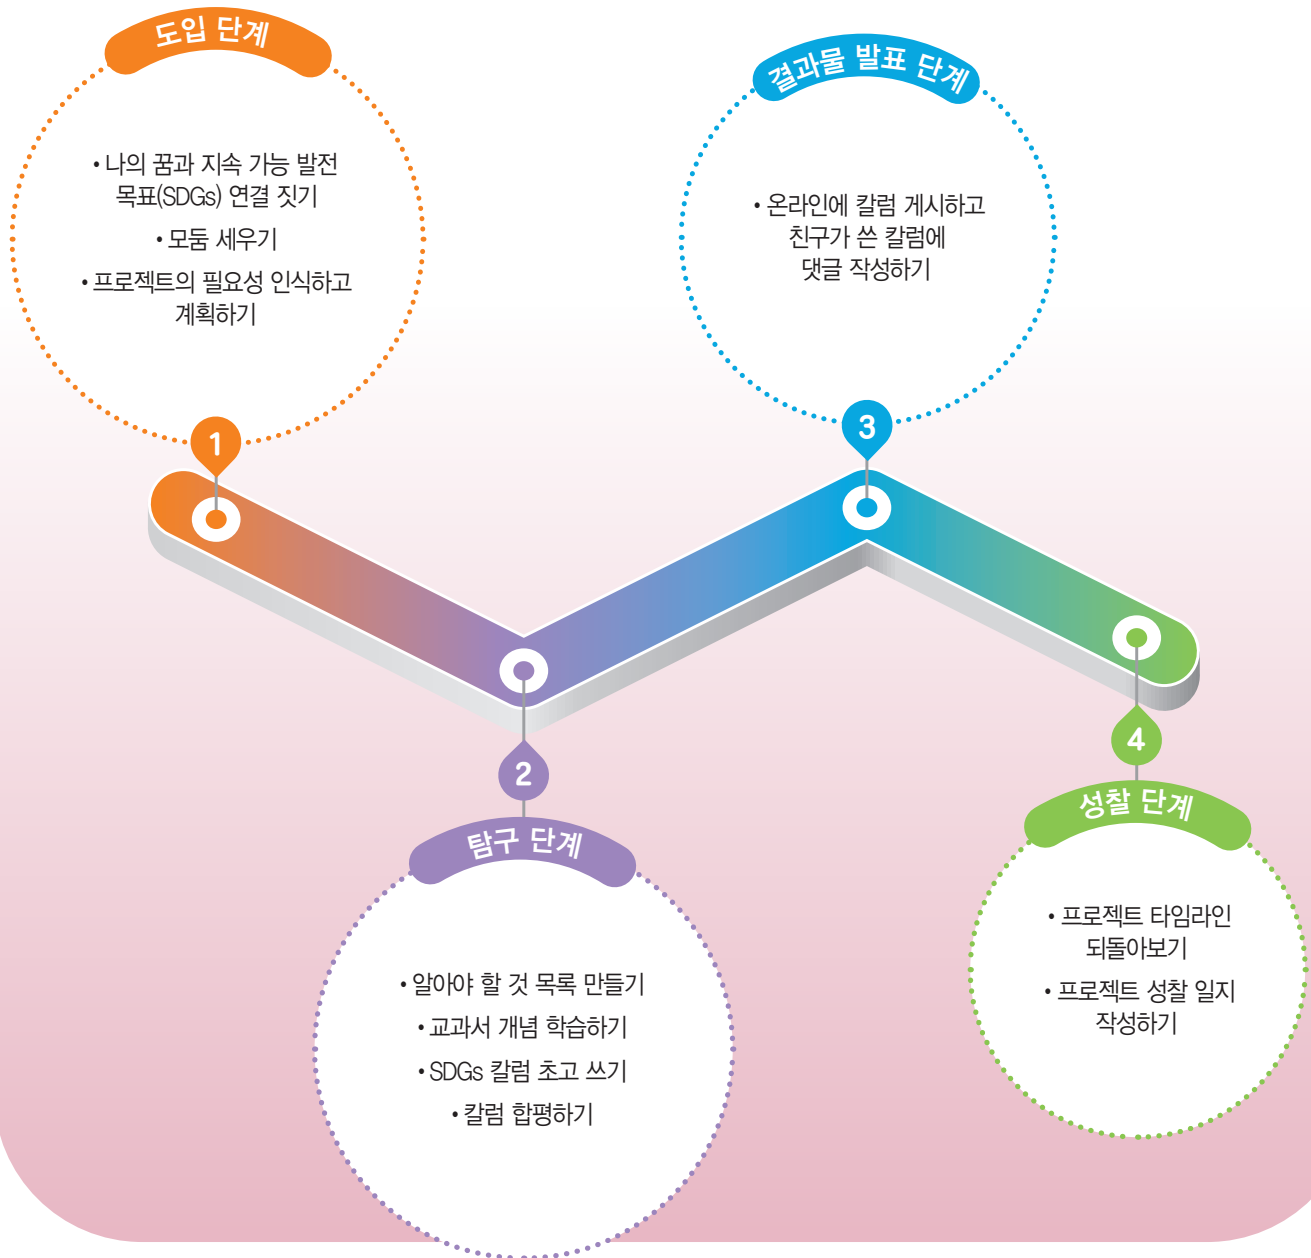 도입 단계
• 나의 꿈과 지속 가능 발전
목표(SDGs) 연결 짓기
• 모둠 세우기
• 프로젝트의 필요성 인식하고
계획하기
1
2
탐구 단계
• 알아야 할 것 목록 만들기
• 교과서 개념 학습하기
• SDGs 칼럼 초고 쓰기
• 칼럼 합평하기
결과물 발표 단계
• 온라인에 칼럼 게시하고
친구가 쓴 칼럼에
댓글 작성하기
3
4
성찰 단계
• 프로젝트 타임라인
되돌아보기
• 프로젝트 성찰 일지
작성하기